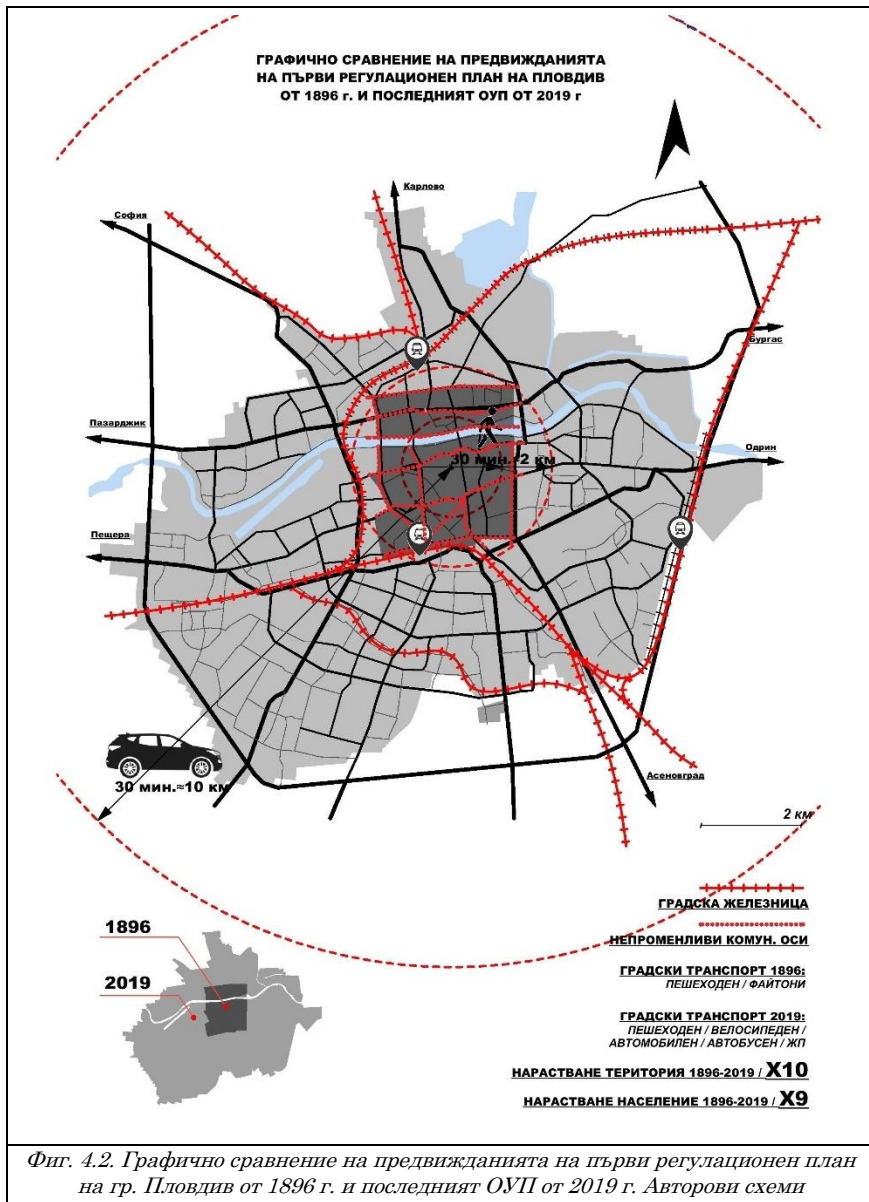 ГРАФИЧНО СРАВНЕНИЕ НА ПРЕДВИЖДАНИЯТА
НА ПЪРВИ РЕГУЛАЦИОНЕН ПЛАН НА ПЛОВДИВ
ОТ 1896 г. И ПОСЛЕДНИЯТ ОУП ОТ 2019 г
Карлово
София
Бургас
Пазарджик
Одрин
30 мин.≈2 км
Пещера
Асеновград
30 мин.≈10 км
2 км
ГРАДСКА ЖЕЛЕЗНИЦА
НЕПРОМЕНЛИВИ КОМУН. ОСИ
1896
2019
ГРАДСКИ ТРАНСПОРТ 1896:
ПЕШЕХОДЕН / ФАЙТОНИ
ГРАДСКИ ТРАНСПОРТ 2019:
ПЕШЕХОДЕН / ВЕЛОСИПЕДЕН /
АВТОМОБИЛЕН / АВТОБУСЕН / ЖП
НАРАСТВАНЕ ТЕРИТОРИЯ 1896-2019 / X10
НАРАСТВАНЕ НАСЕЛЕНИЕ 1896-2019 / X9
Фиг. 4.2. Графично сравнение на предвижданията на първи регулационен план
на гр. Пловдив от 1896 г. и последният ОУП от 2019 г. Авторови схеми